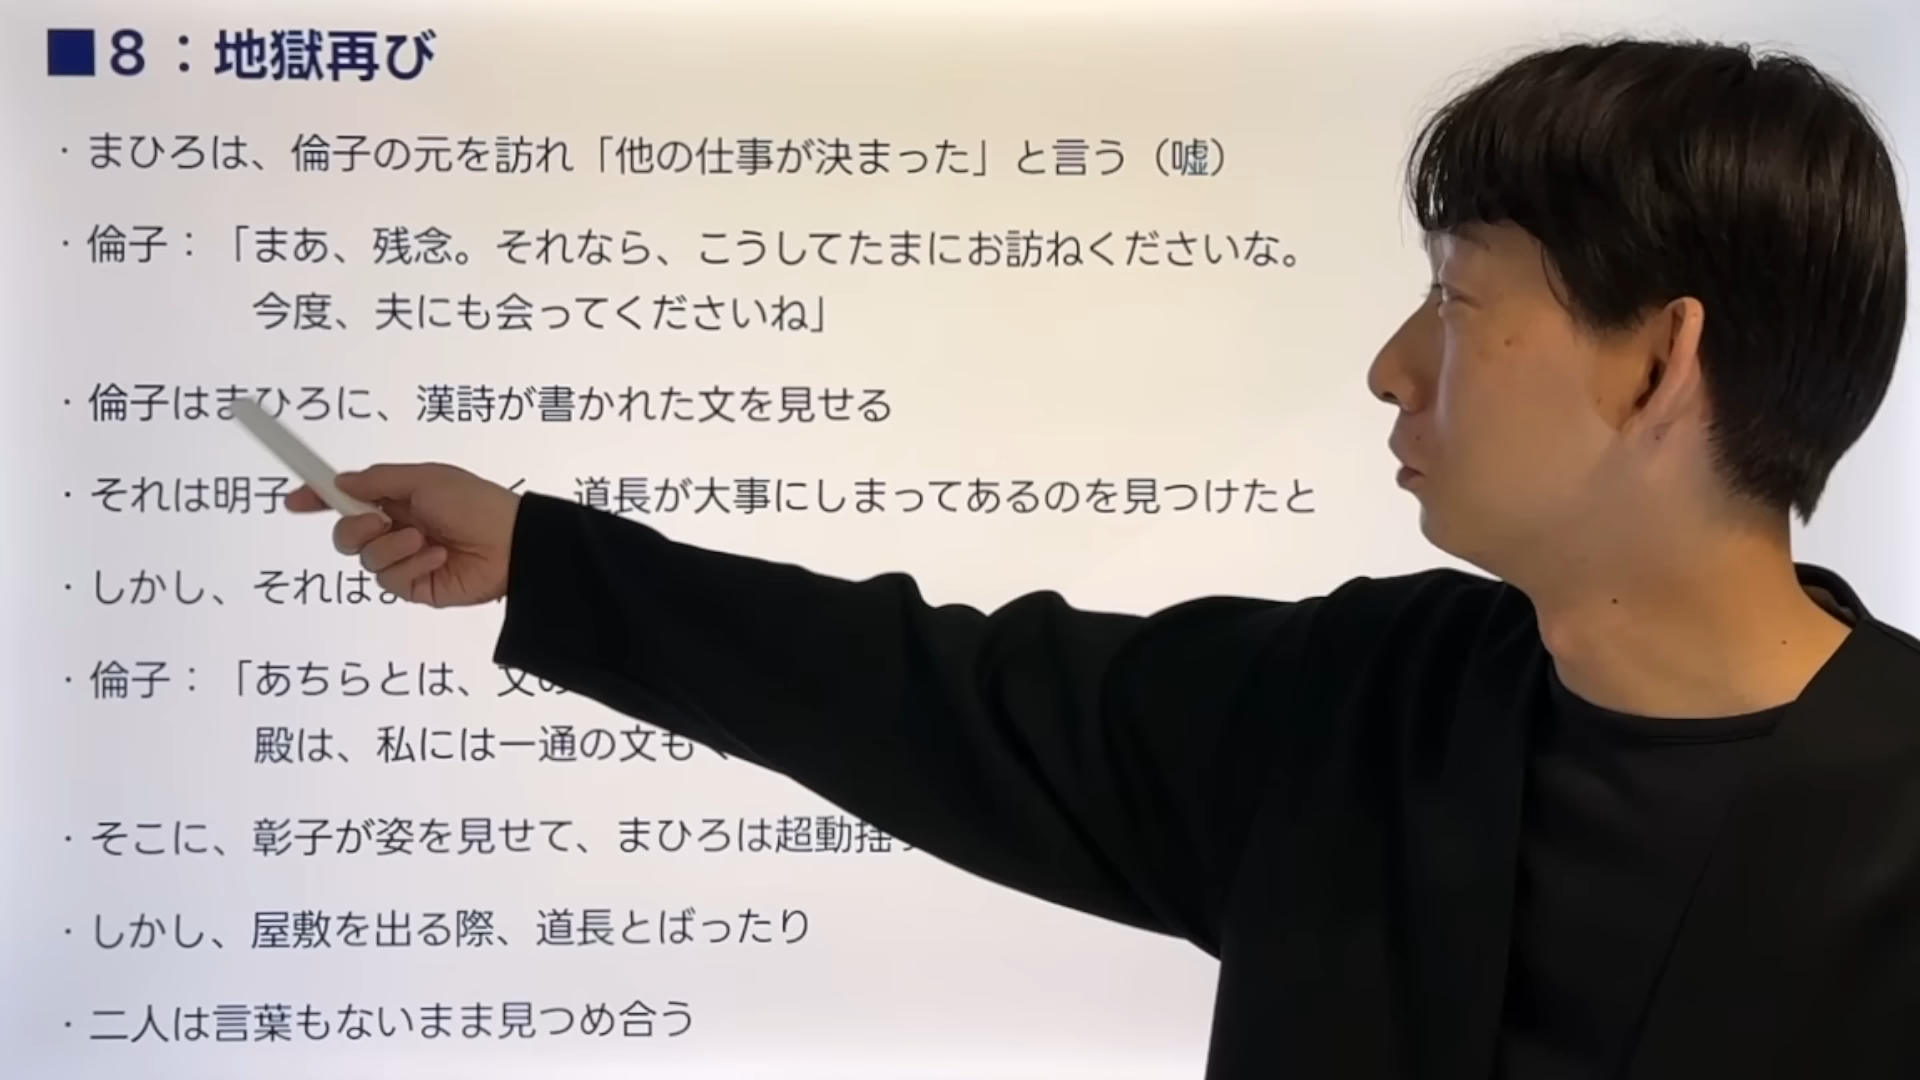 ■８：地獄再び
・まひろは、倫子の元を訪れ「他の仕事が決まった」と言う（嘘）
・倫子：「まあ、残念。それなら、こうしてたまにお訪ねくださいな。
今度、夫にも会ってくださいね」
・倫子はまひろに、漢詩が書かれた文を見せる
・それは明子 道長が大事にしまってあるのを見つけたと
・しかし、それは
・倫子：「あちらとは、文の
殿は、私には一通の文も
・そこに、彰子が姿を見せて、まひろは超動揺
・しかし、屋敷を出る際、道長とばったり
・二人は言葉もないまま見つめ合う